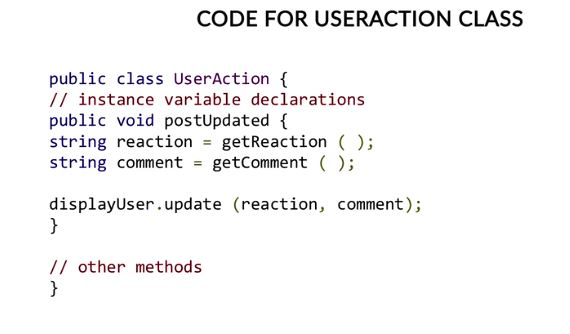 CODE FOR USERACTION CLASS
public class UserAction {
// instance variable declarations
public void postUpdated {
string reaction = getReaction ( );
string comment = getComment ( );
displayUser.update (reaction, comment);
}
// other methods
}